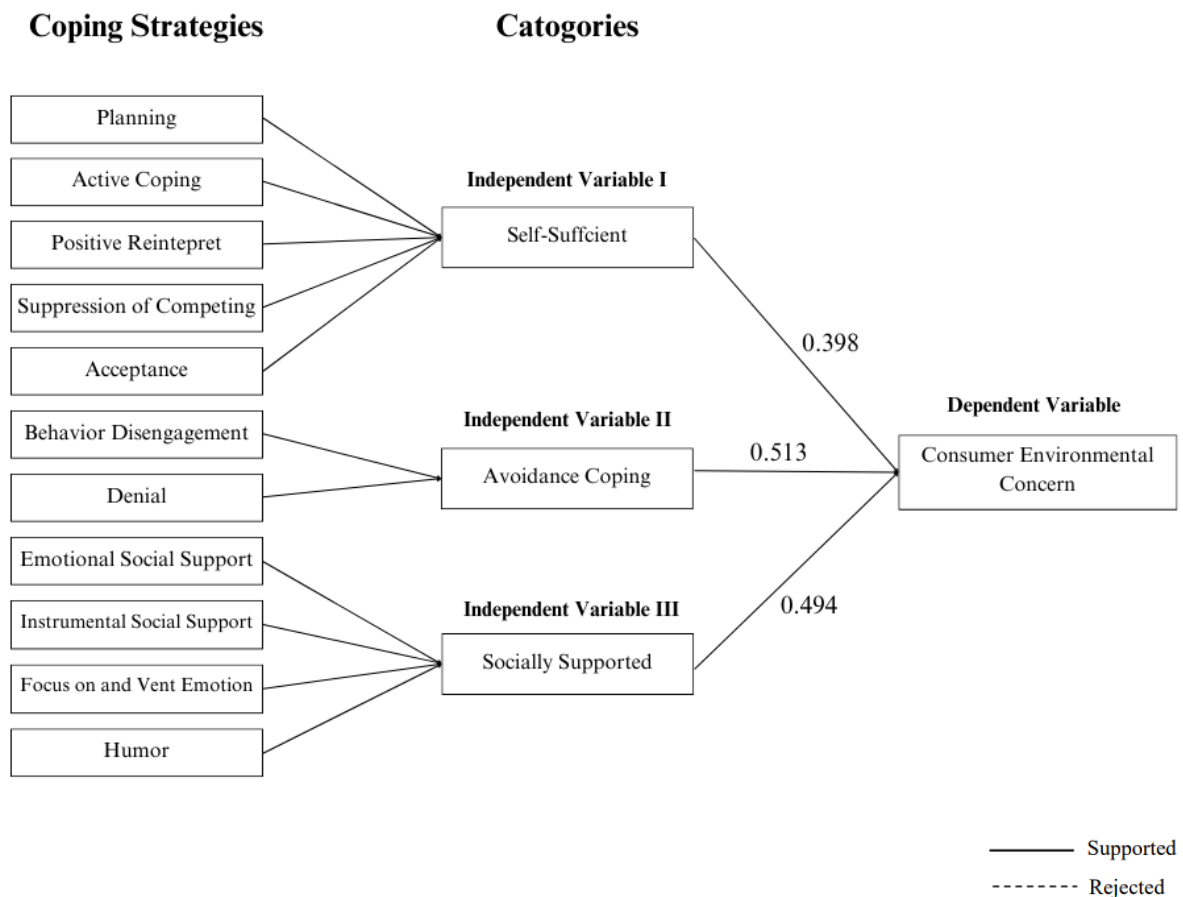 Coping Strategies
Catogories
Planning
Active Coping
Positive Reintepret
Suppression of Competing
Acceptance
Behavior Disengagement
Denial
Emotional Social Support
Instrumental Social Support
Focus on and Vent Emotion
Humor
Independent Variable I
Self-Suffcient
Independent Variable II
Avoidance Coping
Independent Variable III
Socially Supported
0.398
0.513
0.494
Dependent Variable
Consumer Environmental
Concern
Supported
Rejected